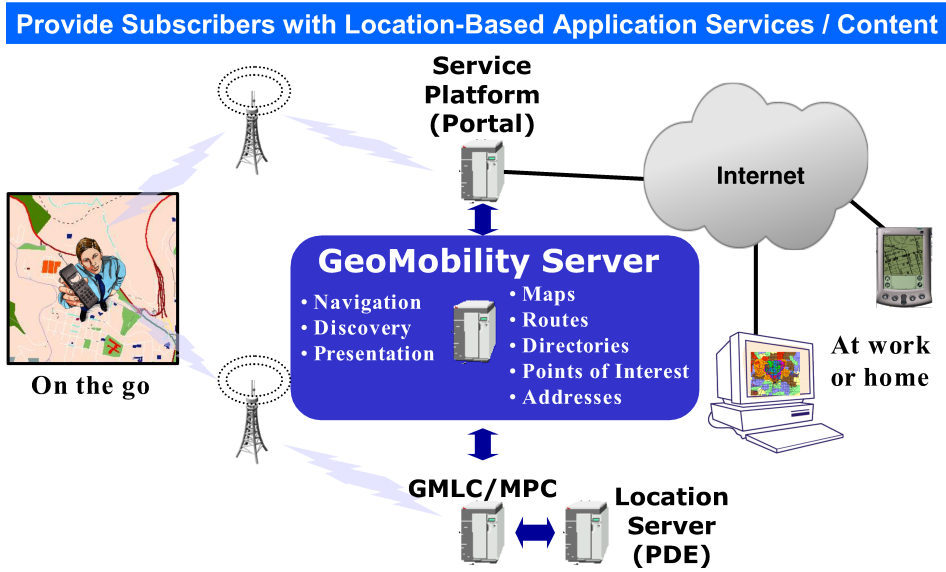 Provide Subscribers with Location-Based Application Services / Content
Service
Platform
(Portal)
Internet
GeoMobility Server
• Navigation
• Discovery
• Presentation
• Maps
• Routes
• Directories
• Points of Interest
• Addresses
On the go
At work
or home
GMLC/MPC
Location
Server
(PDE)